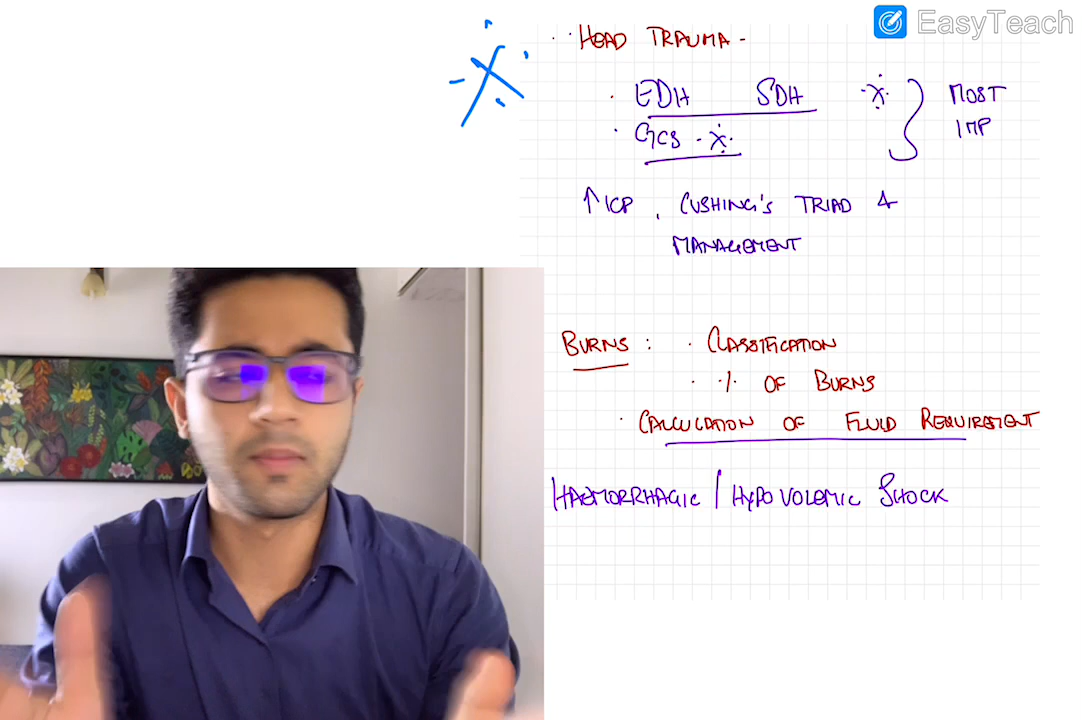 EasyTeach
HEAD TRAUMA -
EDH SDH MOST
GCS IMP
↑ ICP, CUSHING'S TRIAD &
MANAGEMENT
BURNS : · CLASSIFICATION
· % OF BURNS
· CALCULATION OF FLUID REQUIREMENT
HAEMORRHAGIC / HYPOVOLEMIC SHOCK